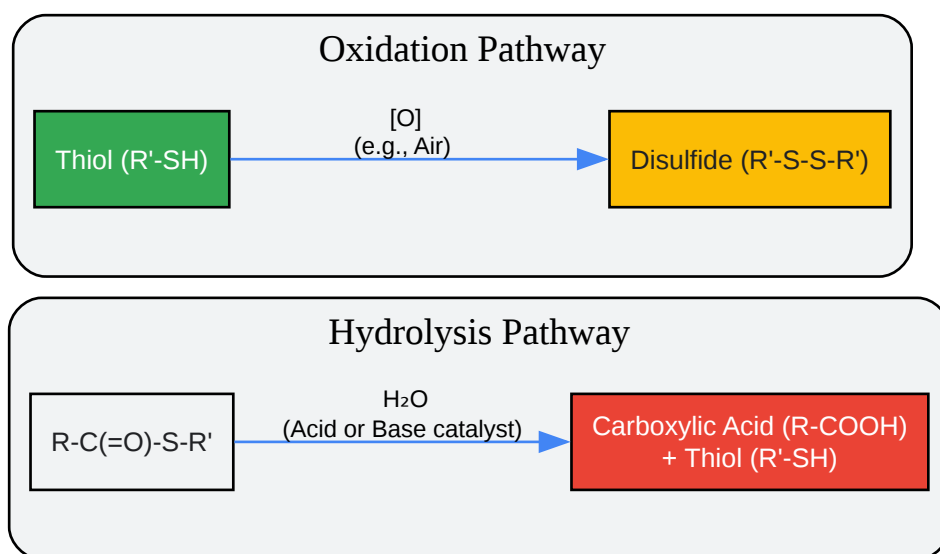 Oxidation Pathway
[O]
(e.g., Air)
Thiol (R'-SH)
Disulfide (R'-S-S-R')
Hydrolysis Pathway
H₂O
(Acid or Base catalyst)
R-C(=O)-S-R'
Carboxylic Acid (R-COOH)
+ Thiol (R'-SH)